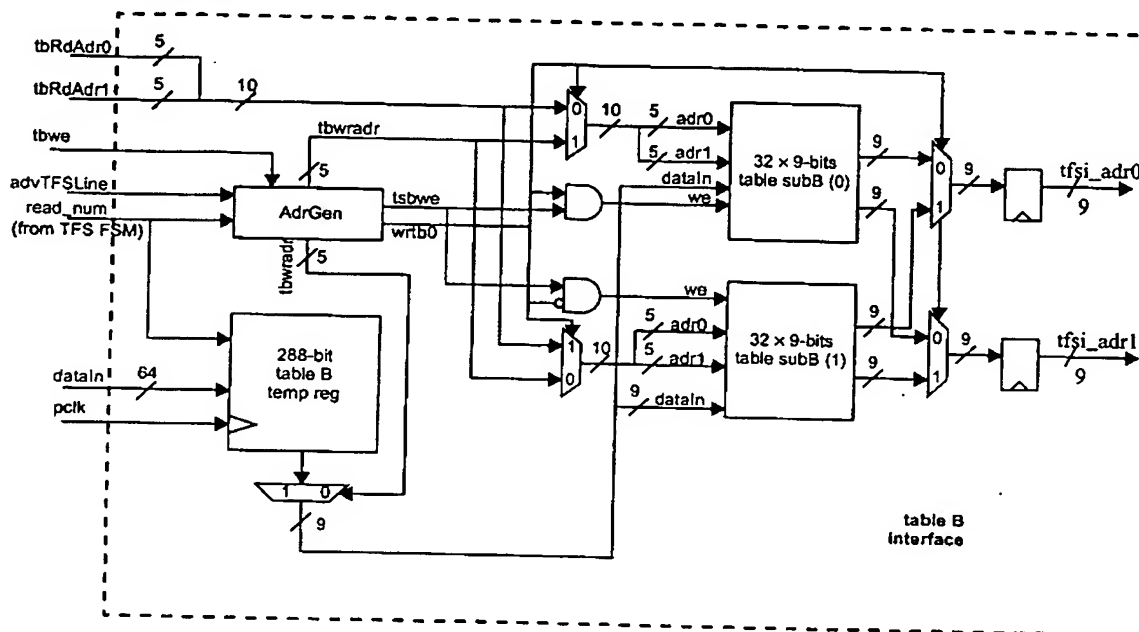 tbRdAdr0
5
tbRdAdr1
5
10
tbwe
tbwradr
5
advTFSLine
read_num
(from TFS FSM)
AdrGen
tsbwe
wrtb0
tbwradr
5
0
1
10
5
adr0
5
adr1
dataIn
we
32 × 9-bits
table subB (0)
9
9
0
1
9
tfsi_adr0
9
we
5
adr0
5
adr1
9
dataIn
1
0
10
32 × 9-bits
table subB (1)
9
9
0
1
9
tfsi_adr1
9
288-bit
table B
temp reg
dataIn
64
pclk
1
0
9
table B
interface